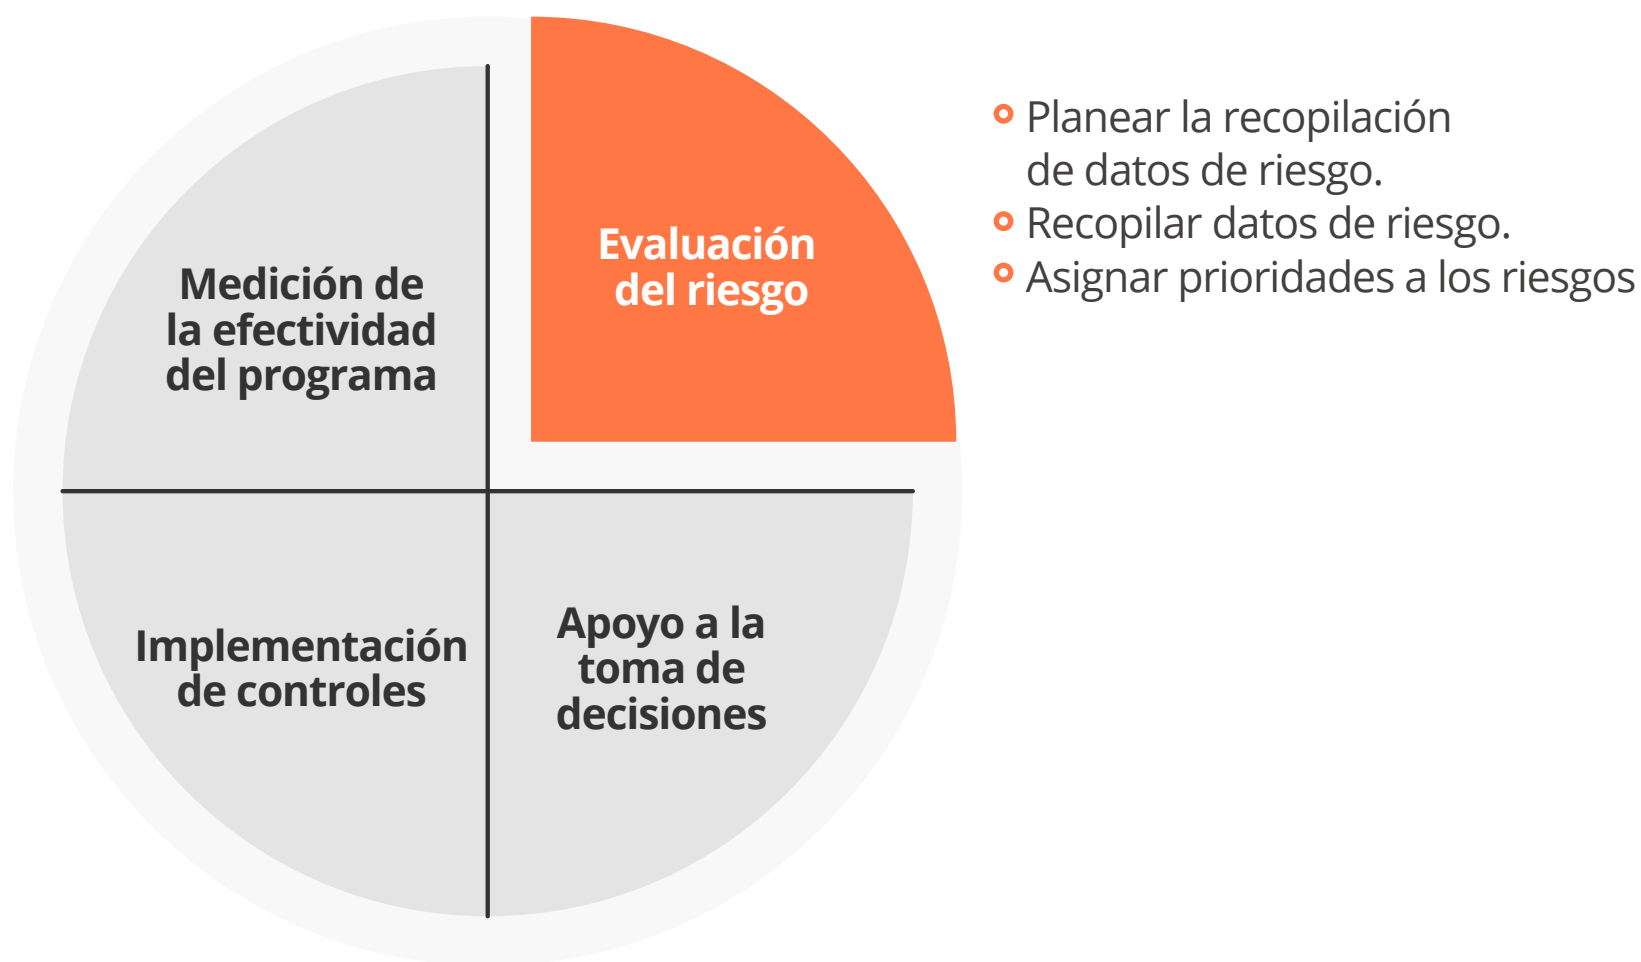 Evaluación
del riesgo
Planear la recopilación
de datos de riesgo.
Recopilar datos de riesgo.
Asignar prioridades a los riesgos
Medición de
la efectividad
del programa
Implementación
de controles
Apoyo a la
toma de
decisiones